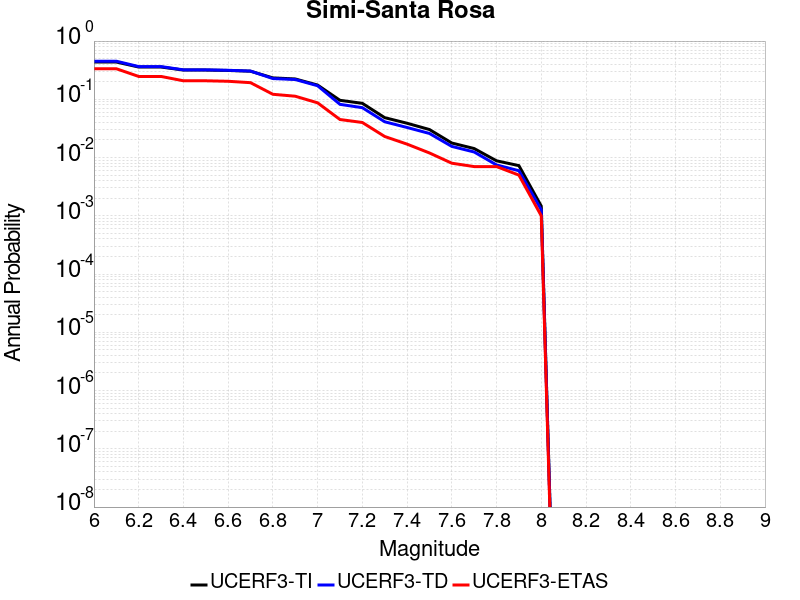 Simi-Santa Rosa
10^0
10^-1
10^-2
10^-3
10^-4
10^-5
10^-6
10^-7
10^-8
Annual Probability
6 6.2 6.4 6.6 6.8 7 7.2 7.4 7.6 7.8 8 8.2 8.4 8.6 8.8 9
Magnitude
UCERF3-TI UCERF3-TD UCERF3-ETAS